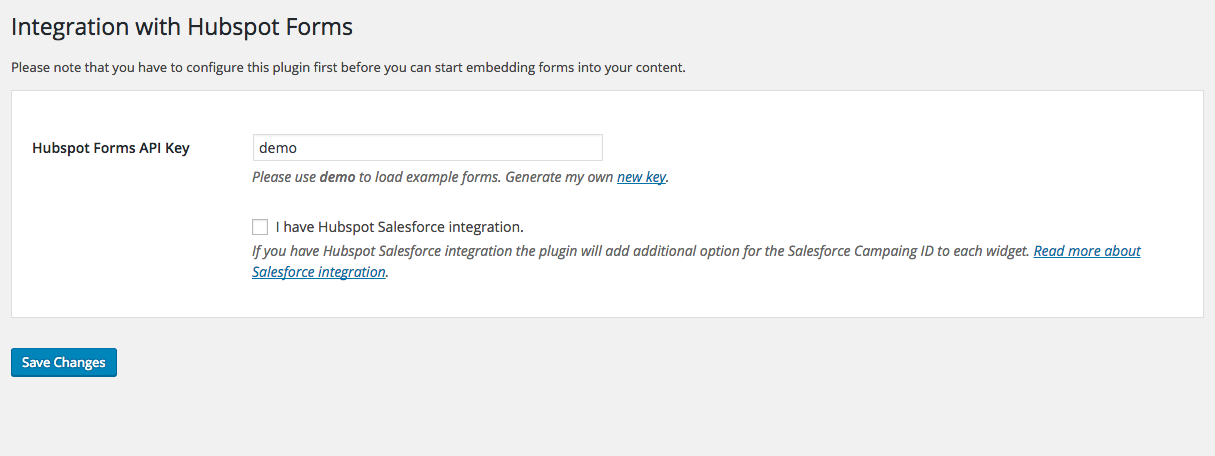 Integration with Hubspot Forms
Please note that you have to configure this plugin first before you can start embedding forms into your content.
Hubspot Forms API Key
demo
Please use demo to load example forms. Generate my own new key.
I have Hubspot Salesforce integration.
If you have Hubspot Salesforce integration the plugin will add additional option for the Salesforce Campaing ID to each widget. Read more about
Salesforce integration.
Save Changes